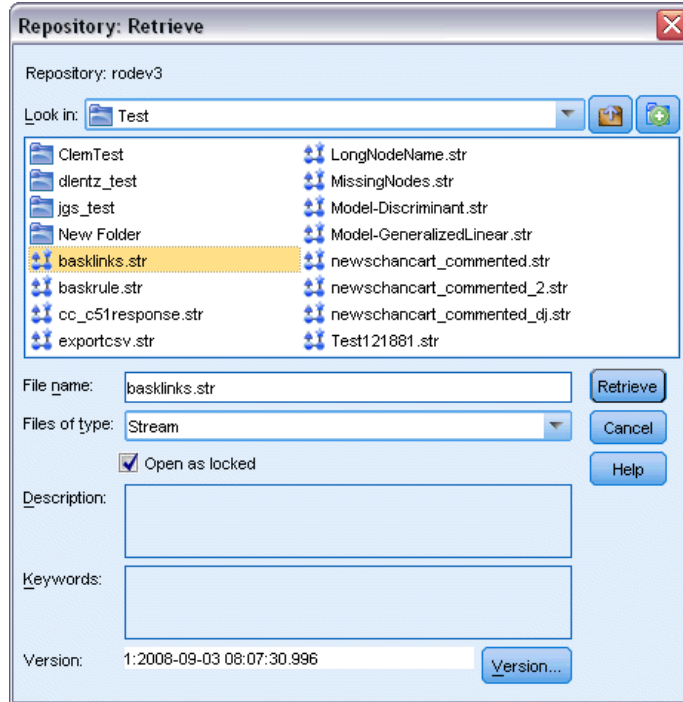 Repository: Retrieve
Repository: rodev3
Look in: Test
ClemTest
dlentz_test
jgs_test
New Folder
basklinks.str
baskrule.str
cc_c51response.str
exportcsv.str
LongNodeName.str
MissingNodes.str
Model-Discriminant.str
Model-GeneralizedLinear.str
newschancart_commented.str
newschancart_commented_2.str
newschancart_commented_dj.str
Test121881.str
File name: basklinks.str Retrieve
Files of type: Stream Cancel
Open as locked Help
Description:
Keywords:
Version: 1:2008-09-03 08:07:30.996 Version...